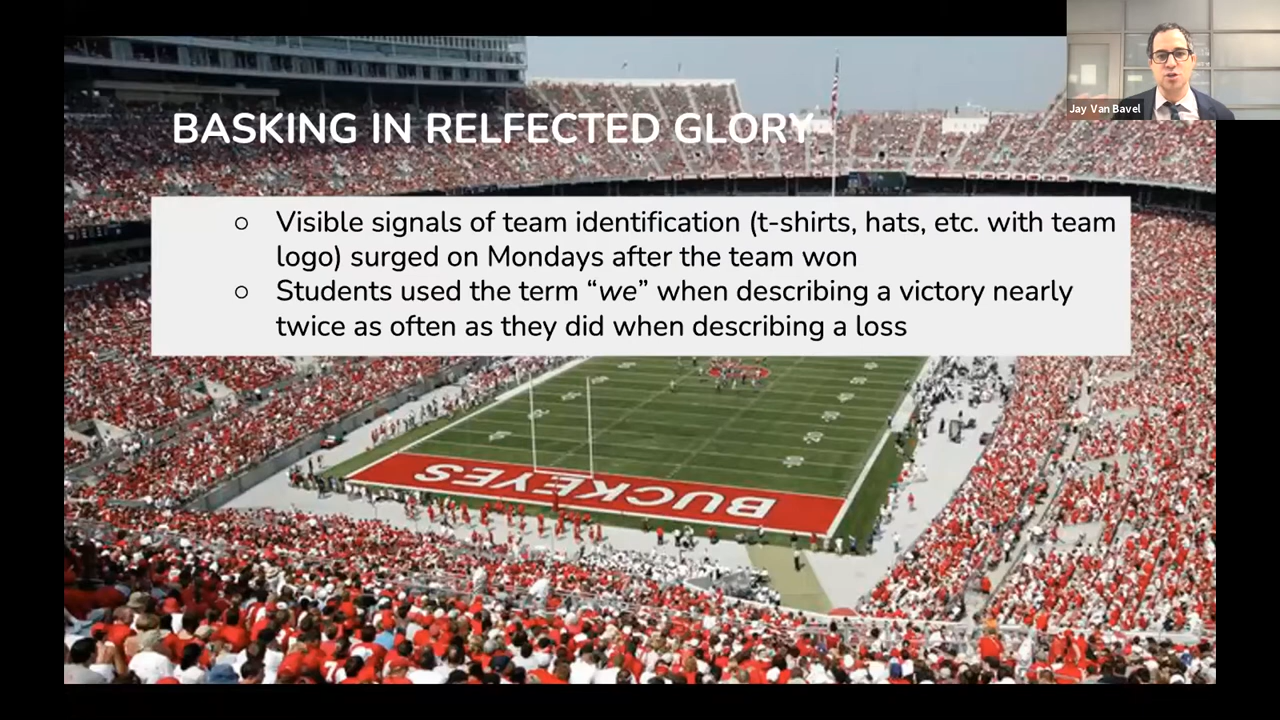 Jay Van Bavel
BASKING IN RELFECTED GLORY
○ Visible signals of team identification (t-shirts, hats, etc. with team
logo) surged on Mondays after the team won
○ Students used the term “we” when describing a victory nearly
twice as often as they did when describing a loss
BUCKEYES